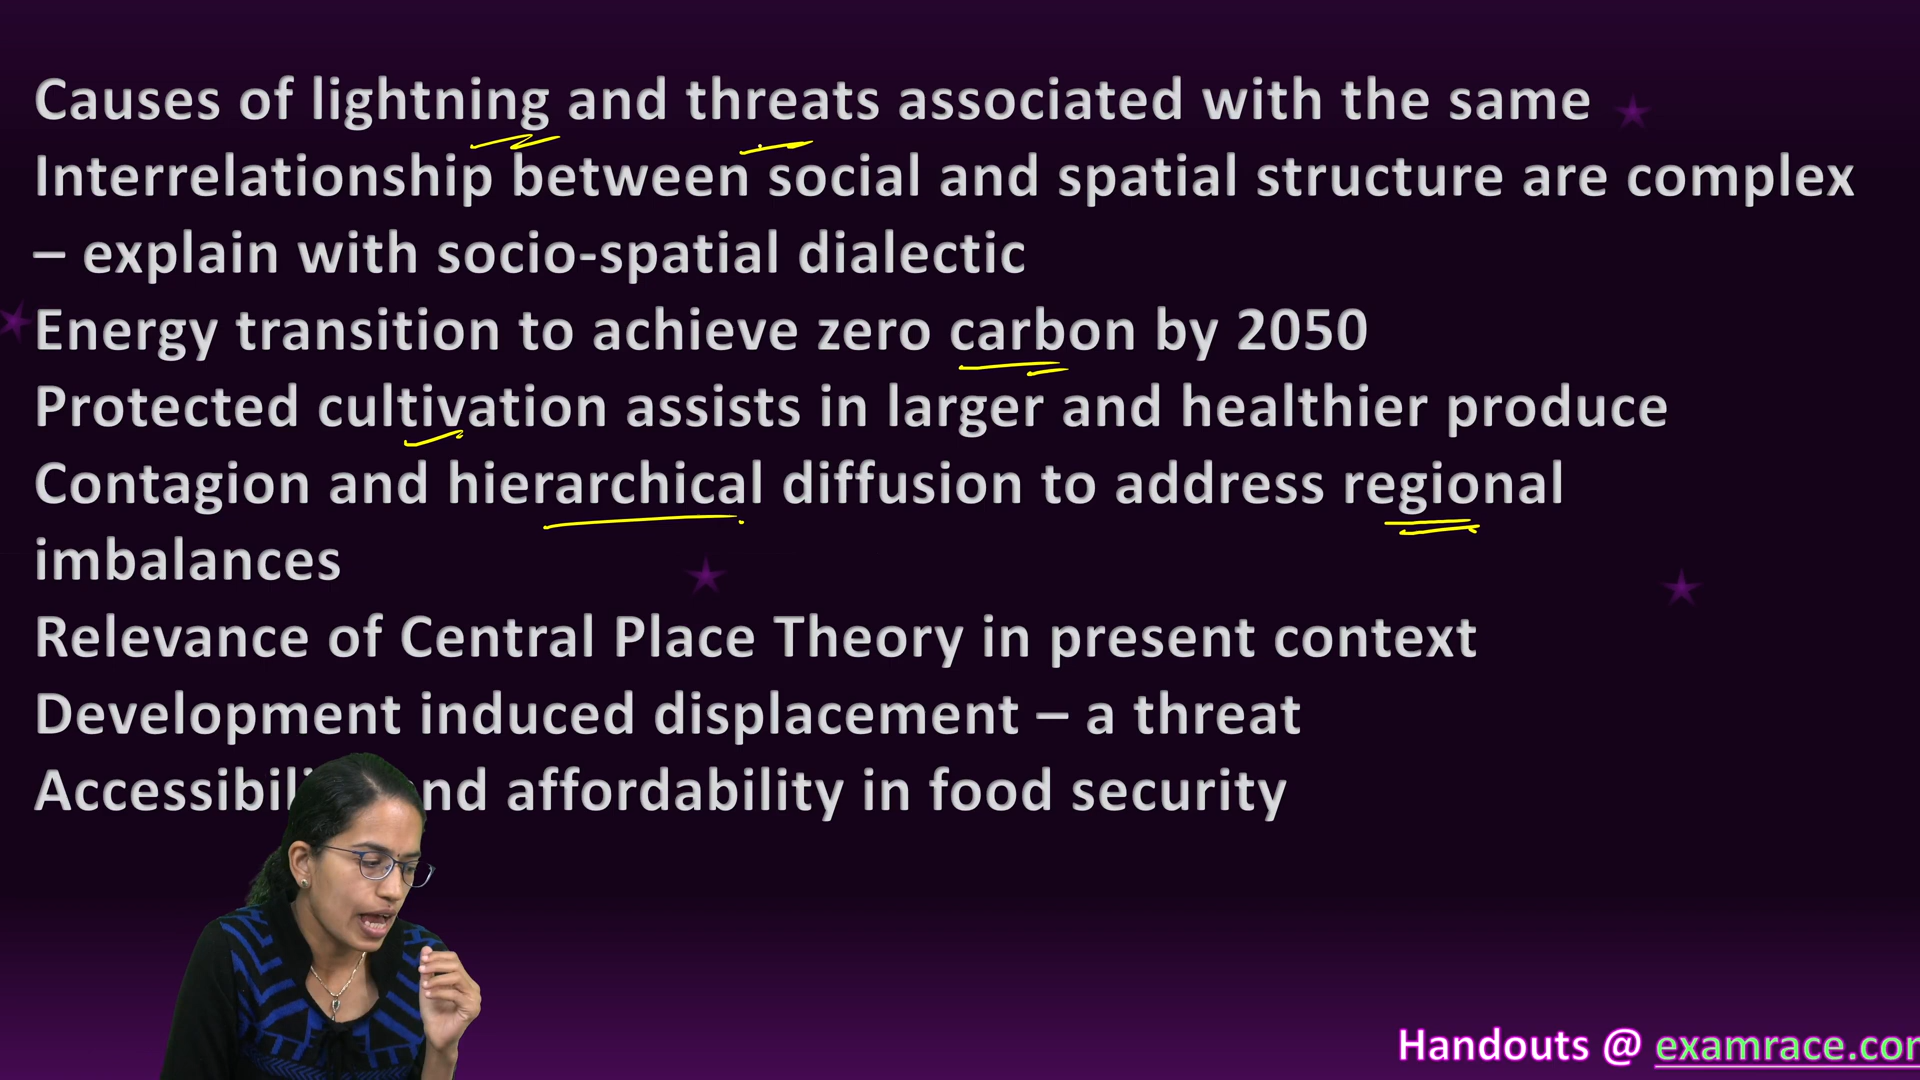 Causes of lightning and threats associated with the same
Interrelationship between social and spatial structure are complex
– explain with socio-spatial dialectic
Energy transition to achieve zero carbon by 2050
Protected cultivation assists in larger and healthier produce
Contagion and hierarchical diffusion to address regional
imbalances
Relevance of Central Place Theory in present context
Development induced displacement – a threat
and affordability in food security
Handouts @ examrace.com